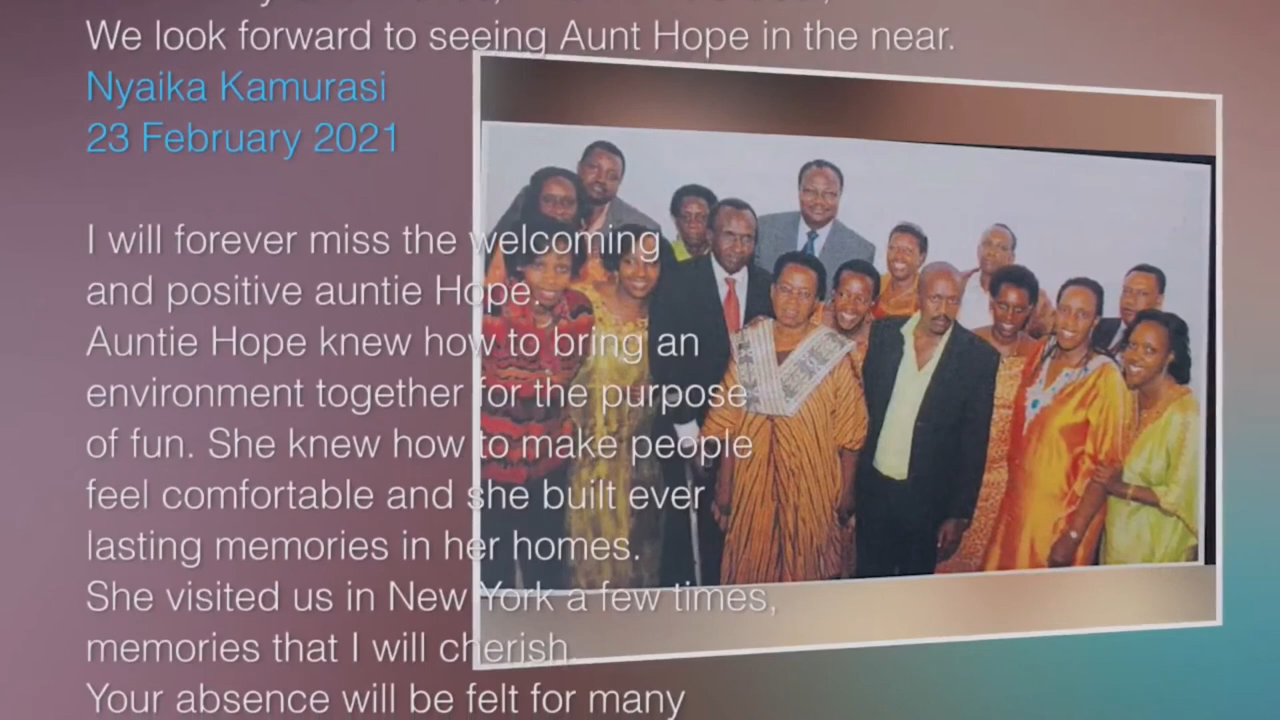 We look forward to seeing Aunt Hope in the near.
Nyaika Kamurasi
23 February 2021
I will forever miss the welcoming
and positive auntie Hope.
Auntie Hope knew how to bring an
environment together for the purpose
of fun. She knew how to make people
feel comfortable and she built ever
lasting memories in her homes.
She visited us in New York a few times,
memories that I will cherish.
Your absence will be felt for many